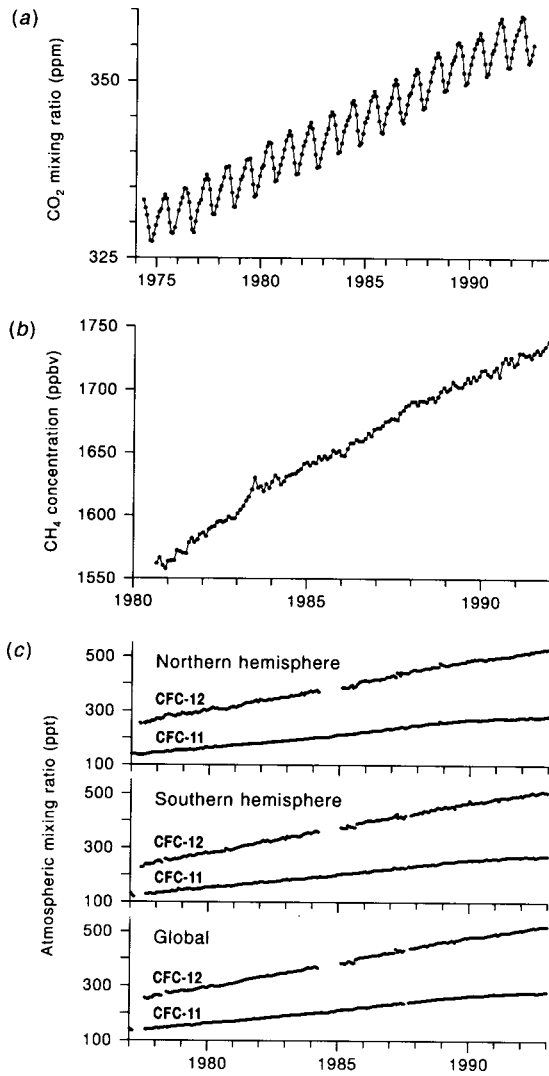 (a)
CO₂ mixing ratio (ppm)
350
325
1975 1980 1985 1990
(b)
CH₄ concentration (ppbv)
1750
1700
1650
1600
1550
1980 1985 1990
(c)
Atmospheric mixing ratio (ppt)
Northern hemisphere
500
CFC-12
300
CFC-11
100
Southern hemisphere
500
CFC-12
300
CFC-11
100
Global
500
CFC-12
300
CFC-11
100
1980 1985 1990